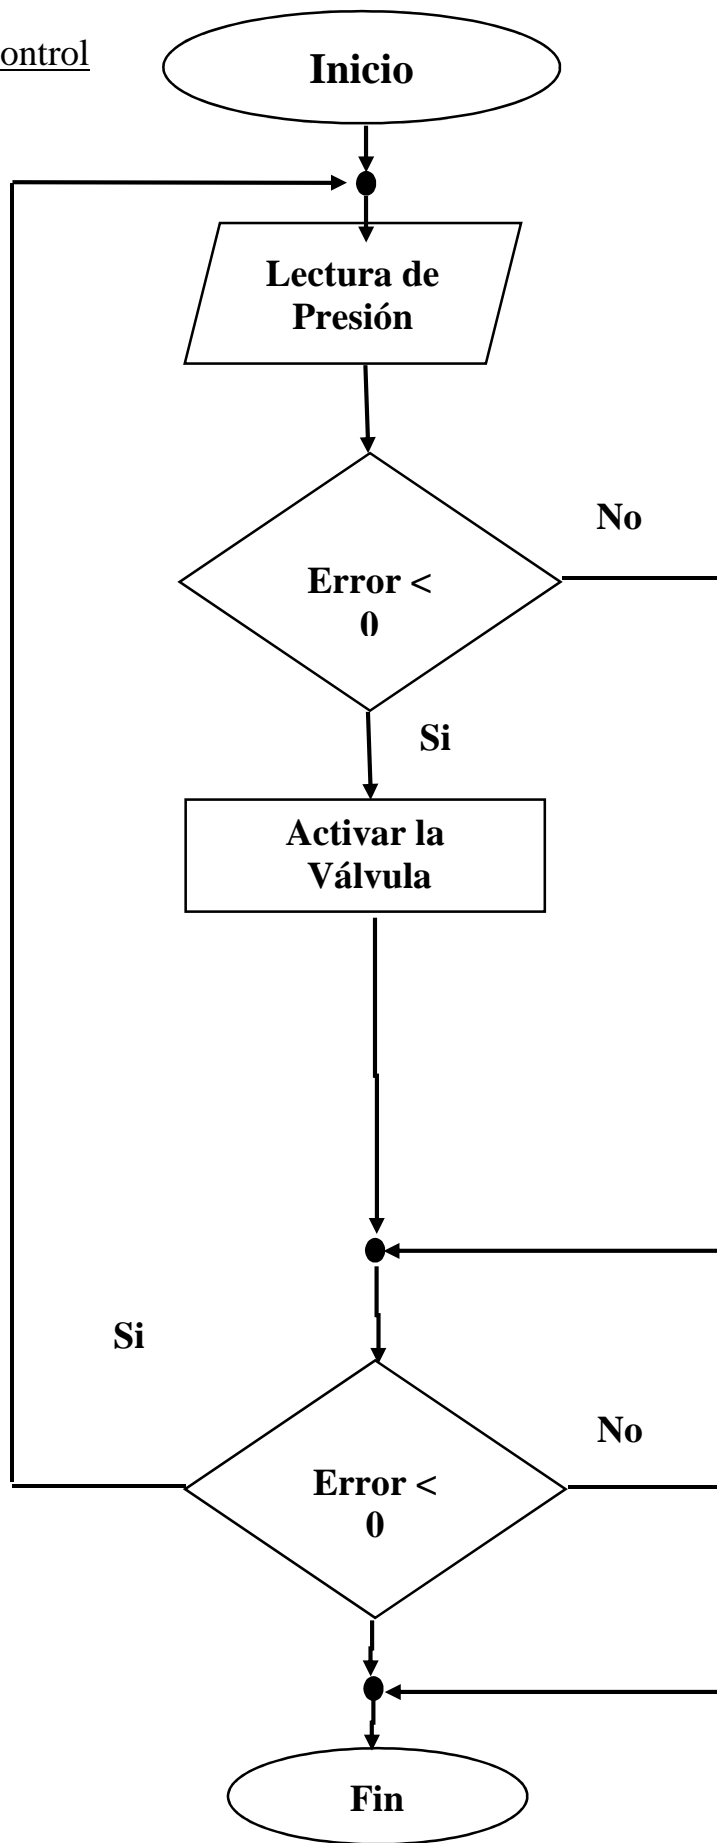 ontrol
Inicio
Lectura de
Presión
No
Error <
0
Si
Activar la
Válvula
Si
No
Error <
0
Fin